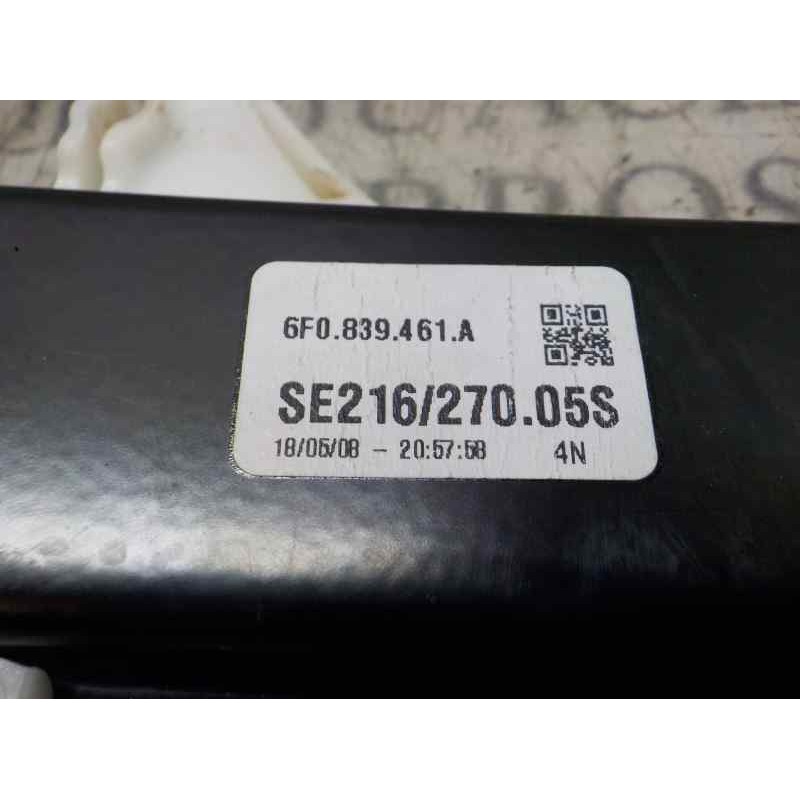 6F0.839.461.A
SE216/270.05S
18/05/08 - 20:57:58 4N